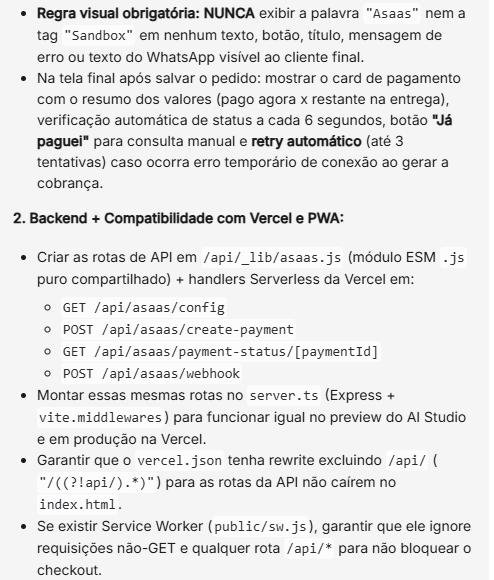 • Regra visual obrigatória: NUNCA exibir a palavra "Asaas" nem a
tag "Sandbox" em nenhum texto, botão, título, mensagem de
erro ou texto do WhatsApp visível ao cliente final.
• Na tela final após salvar o pedido: mostrar o card de pagamento
com o resumo dos valores (pago agora x restante na entrega),
verificação automática de status a cada 6 segundos, botão "Já
paguei" para consulta manual e retry automático (até 3
tentativas) caso ocorra erro temporário de conexão ao gerar a
cobrança.
2. Backend + Compatibilidade com Vercel e PWA:
• Criar as rotas de API em /api/_lib/asaas.js (módulo ESM .js
puro compartilhado) + handlers Serverless da Vercel em:
○ GET /api/asaas/config
○ POST /api/asaas/create-payment
○ GET /api/asaas/payment-status/[paymentId]
○ POST /api/asaas/webhook
• Montar essas mesmas rotas no server.ts (Express +
vite.middlewares) para funcionar igual no preview do AI Studio
e em produção na Vercel.
• Garantir que o vercel.json tenha rewrite excluindo /api/ (
"/((?!api/).*)") para as rotas da API não caírem no
index.html.
• Se existir Service Worker (public/sw.js), garantir que ele ignore
requisições não-GET e qualquer rota /api/* para não bloquear o
checkout.